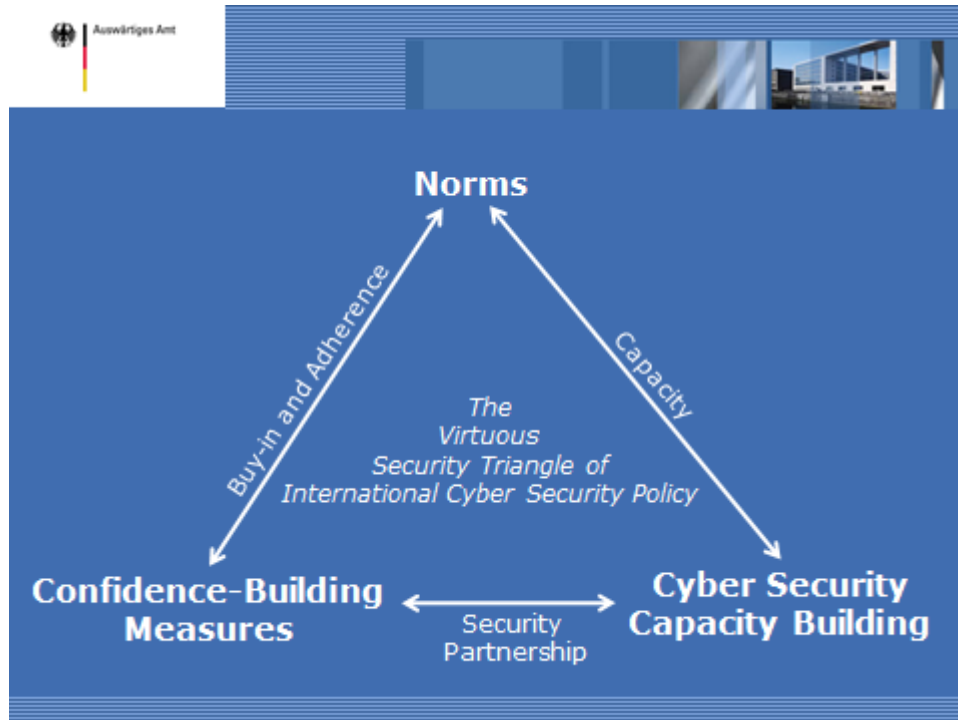 Auswärtiges Amt
Norms
Buy-in and Adherence
Capacity
The
Virtuous
Security Triangle of
International Cyber Security Policy
Confidence-Building
Measures
Security
Partnership
Cyber Security
Capacity Building